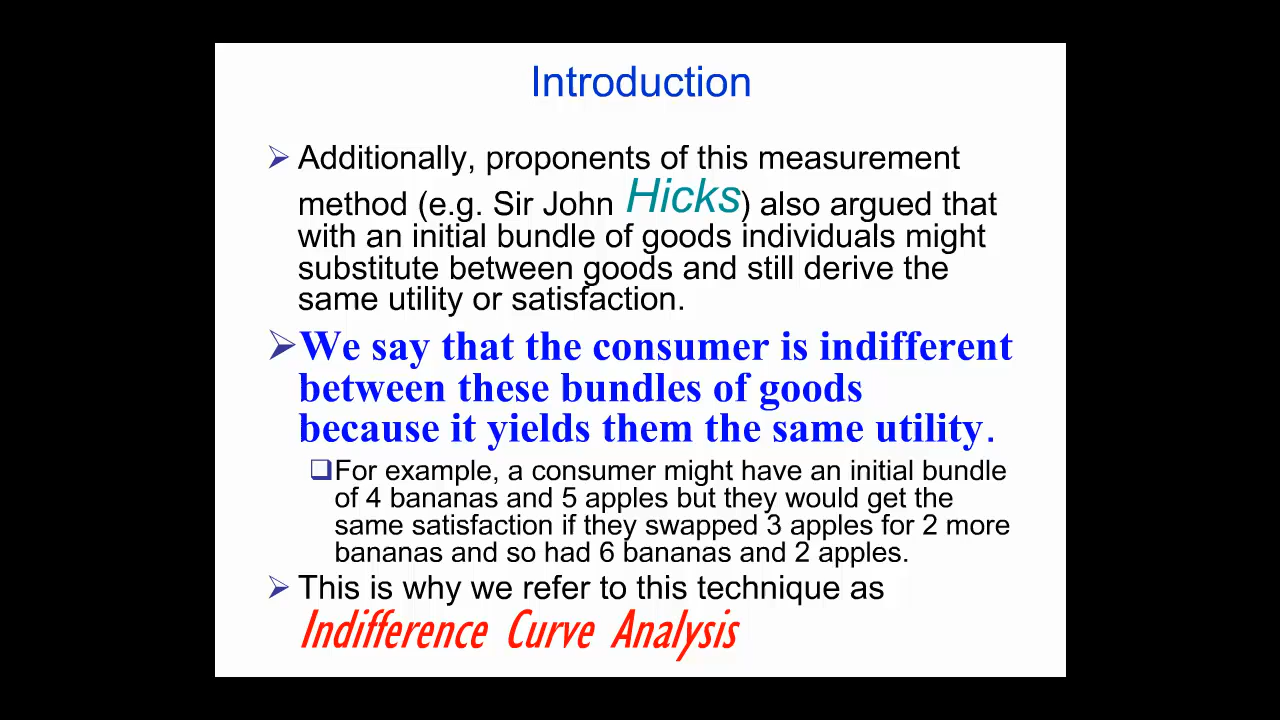 Introduction
Additionally, proponents of this measurement
method (e.g. Sir John Hicks) also argued that
with an initial bundle of goods individuals might
substitute between goods and still derive the
same utility or satisfaction.
We say that the consumer is indifferent
between these bundles of goods
because it yields them the same utility.
For example, a consumer might have an initial bundle
of 4 bananas and 5 apples but they would get the
same satisfaction if they swapped 3 apples for 2 more
bananas and so had 6 bananas and 2 apples.
This is why we refer to this technique as
Indifference Curve Analysis